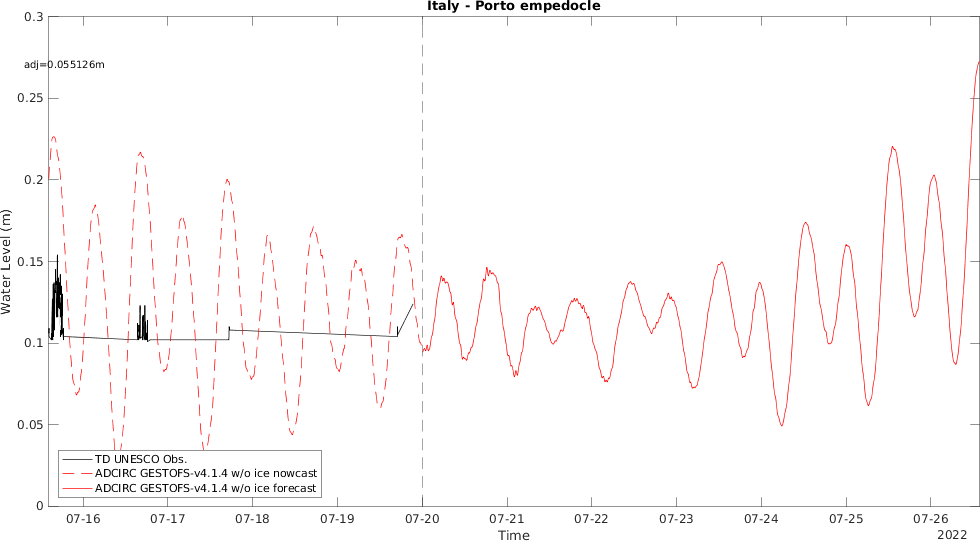 Italy - Porto empedocle
adj=0.055126m
0.3
0.25
0.2
0.15
0.1
0.05
0
Water Level (m)
TD UNESCO Obs.
ADCIRC GESTOFS-v4.1.4 w/o ice nowcast
ADCIRC GESTOFS-v4.1.4 w/o ice forecast
07-16 07-17 07-18 07-19 07-20 07-21 07-22 07-23 07-24 07-25 07-26
Time
2022